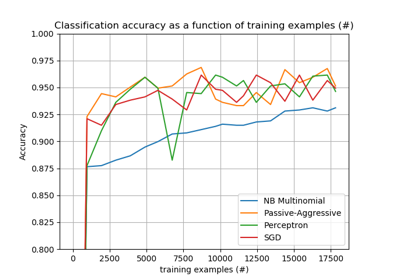 Classification accuracy as a function of training examples (#)
1.000
0.975
0.950
0.925
0.900
0.875
0.850
0.825
0.800
Accuracy
NB Multinomial
Passive-Aggressive
Perceptron
SGD
0 2500 5000 7500 10000 12500 15000 17500
training examples (#)